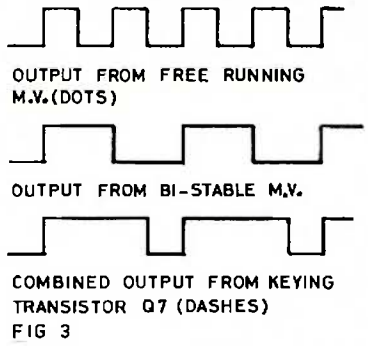 OUTPUT FROM FREE RUNNING
M.V.(DOTS)
OUTPUT FROM BI-STABLE M.V.
COMBINED OUTPUT FROM KEYING
TRANSISTOR Q7 (DASHES)
FIG 3